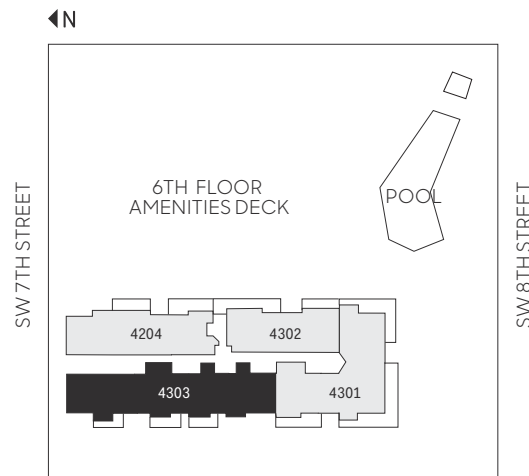 N
6TH FLOOR
AMENITIES DECK
POOL
SW 7TH STREET
SW 8TH STREET
4204
4302
4303
4301